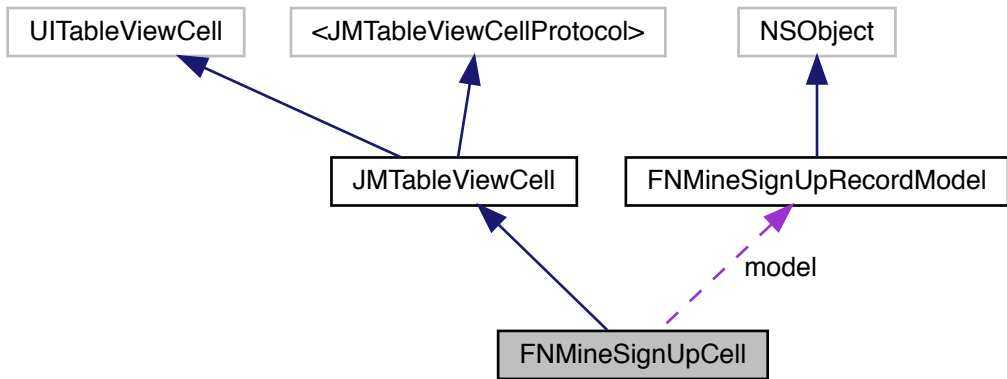 UITableViewCell
<JMTableViewCellProtocol>
NSObject
JMTableViewCell
FNMineSignUpRecordModel
model
FNMineSignUpCell